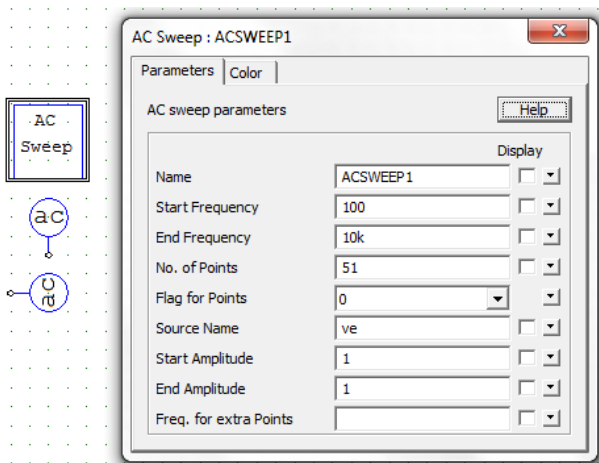 AC Sweep : ACSWEEP1
Parameters Color
AC sweep parameters Help
Display
Name ACSWEEP1
Start Frequency 100
End Frequency 10k
No. of Points 51
Flag for Points 0
Source Name ve
Start Amplitude 1
End Amplitude 1
Freq. for extra Points
AC
Sweep
ac
ac